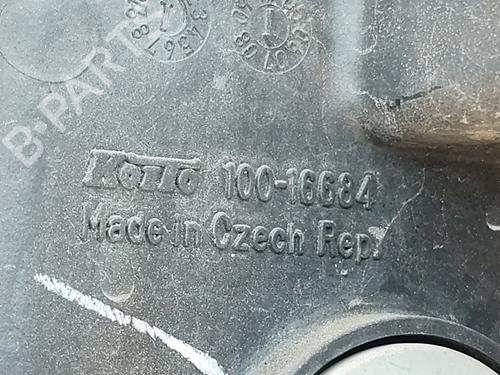 B-PARTS
KOITO 100-16684
Made in Czech Rep.